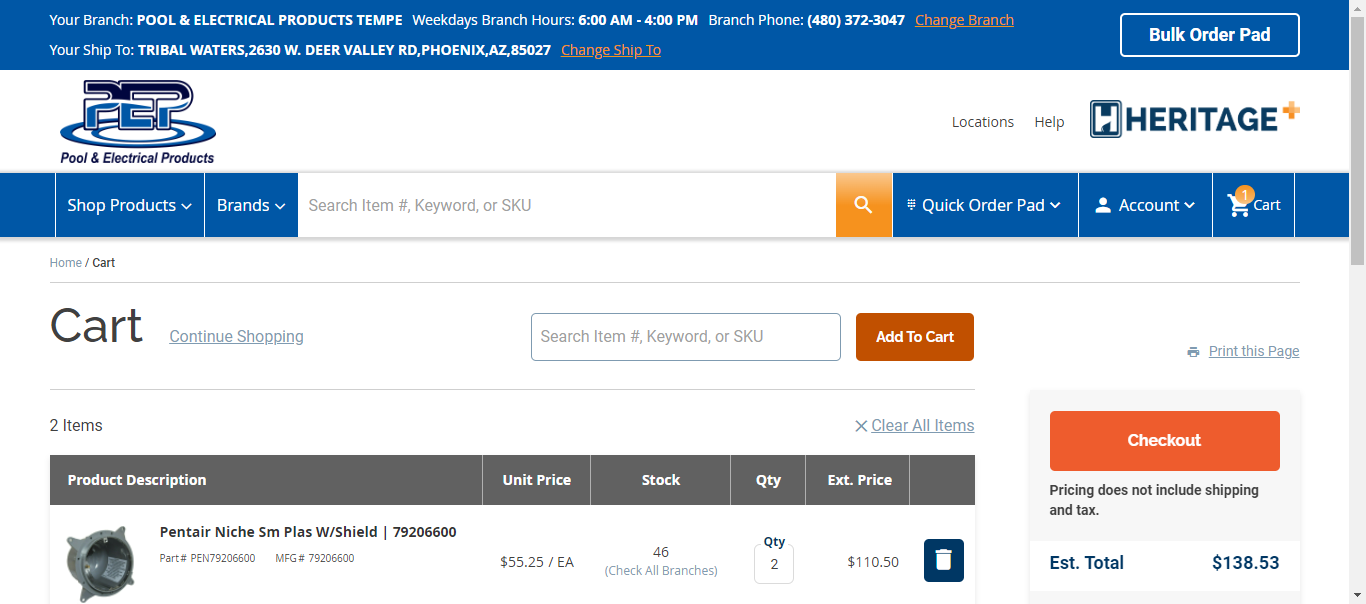 Your Branch: POOL & ELECTRICAL PRODUCTS TEMPE Weekdays Branch Hours: 6:00 AM - 4:00 PM Branch Phone: (480) 372-3047 Change Branch
Your Ship To: TRIBAL WATERS,2630 W. DEER VALLEY RD,PHOENIX,AZ,85027 Change Ship To
Bulk Order Pad
PEP
Pool & Electrical Products
Locations Help HERITAGE+
Shop Products Brands Search Item #, Keyword, or SKU Quick Order Pad Account 1 Cart
Home / Cart
Cart Continue Shopping Search Item #, Keyword, or SKU Add To Cart
Print this Page
2 Items Clear All Items
Checkout
Pricing does not include shipping
and tax.
Est. Total $138.53
Product Description Unit Price Stock Qty Ext. Price
Pentair Niche Sm Plas W/Shield | 79206600
Part# PEN79206600 MFG# 79206600
$55.25 / EA
46
(Check All Branches)
Qty
2
$110.50